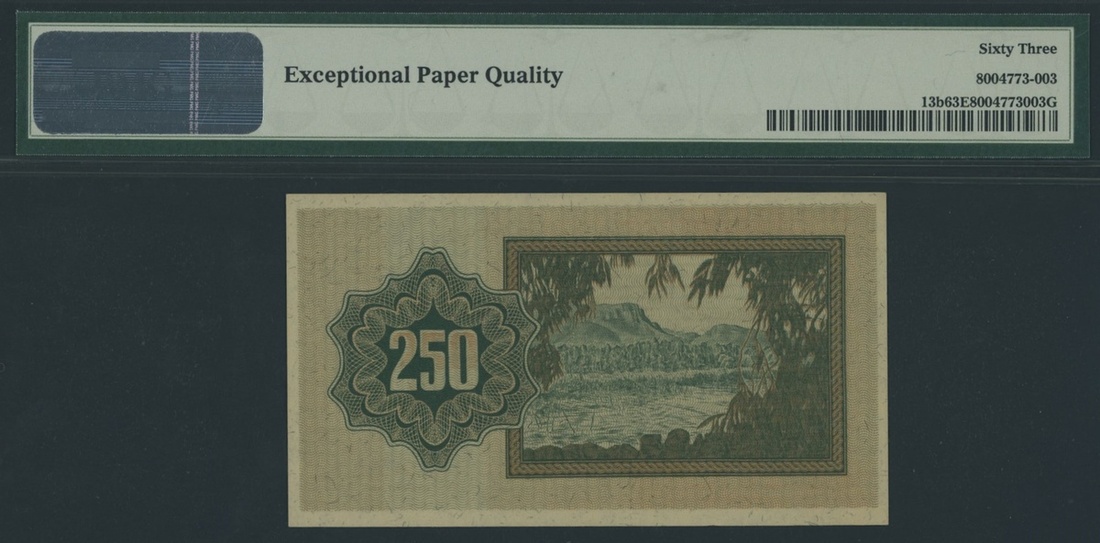 Exceptional Paper Quality
Sixty Three
8004773-003
13b63E8004773003G
250